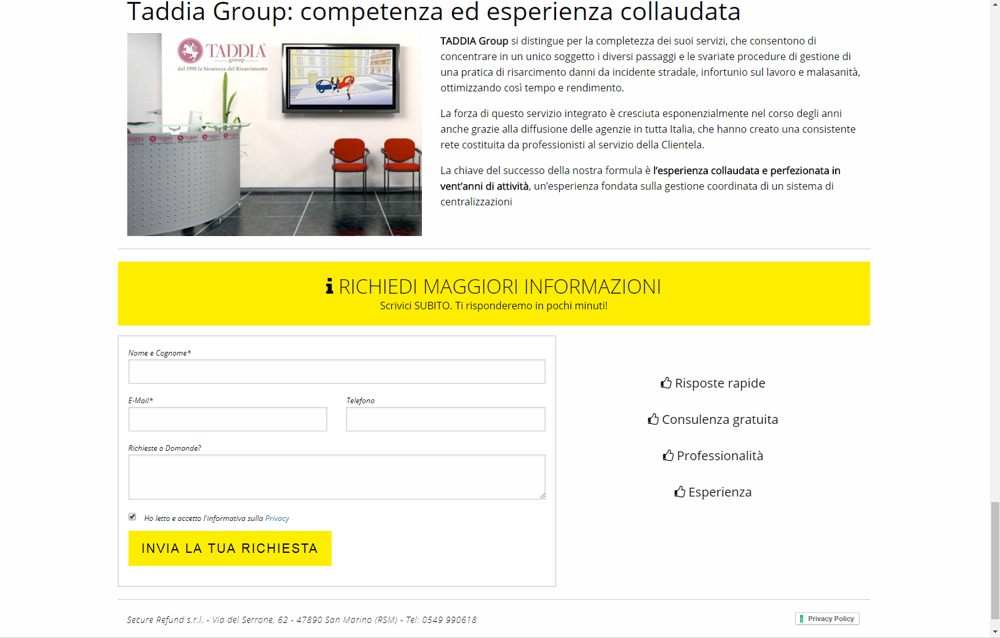 Taddia Group: competenza ed esperienza collaudata
TADDIA
group
dal 1990 la Sicurezza del Risarcimento
TADDIA Group si distingue per la completezza dei suoi servizi, che consentono di
concentrare in un unico soggetto i diversi passaggi e le svariate procedure di gestione di
una pratica di risarcimento danni da incidente stradale, infortunio sul lavoro e malasanità,
ottimizzando così tempo e rendimento.
La forza di questo servizio integrato è cresciuta esponenzialmente nel corso degli anni
anche grazie alla diffusione delle agenzie in tutta Italia, che hanno creato una consistente
rete costituita da professionisti al servizio della Clientela.
La chiave del successo della nostra formula è l’esperienza collaudata e perfezionata in
vent’anni di attività, un’esperienza fondata sulla gestione coordinata di un sistema di
centralizzazioni
RICHIEDI MAGGIORI INFORMAZIONI
Scrivici SUBITO. Ti risponderemo in pochi minuti!
Nome e Cognome*
E-Mail*
Telefono
Richieste o Domande?
Ho letto e accetto l'informativa sulla Privacy
INVIA LA TUA RICHIESTA
Risposte rapide
Consulenza gratuita
Professionalità
Esperienza
Secure Refund s.r.l. - Via del Serrone, 62 - 47890 San Marino (RSM) - Tel: 0549 990618
Privacy Policy